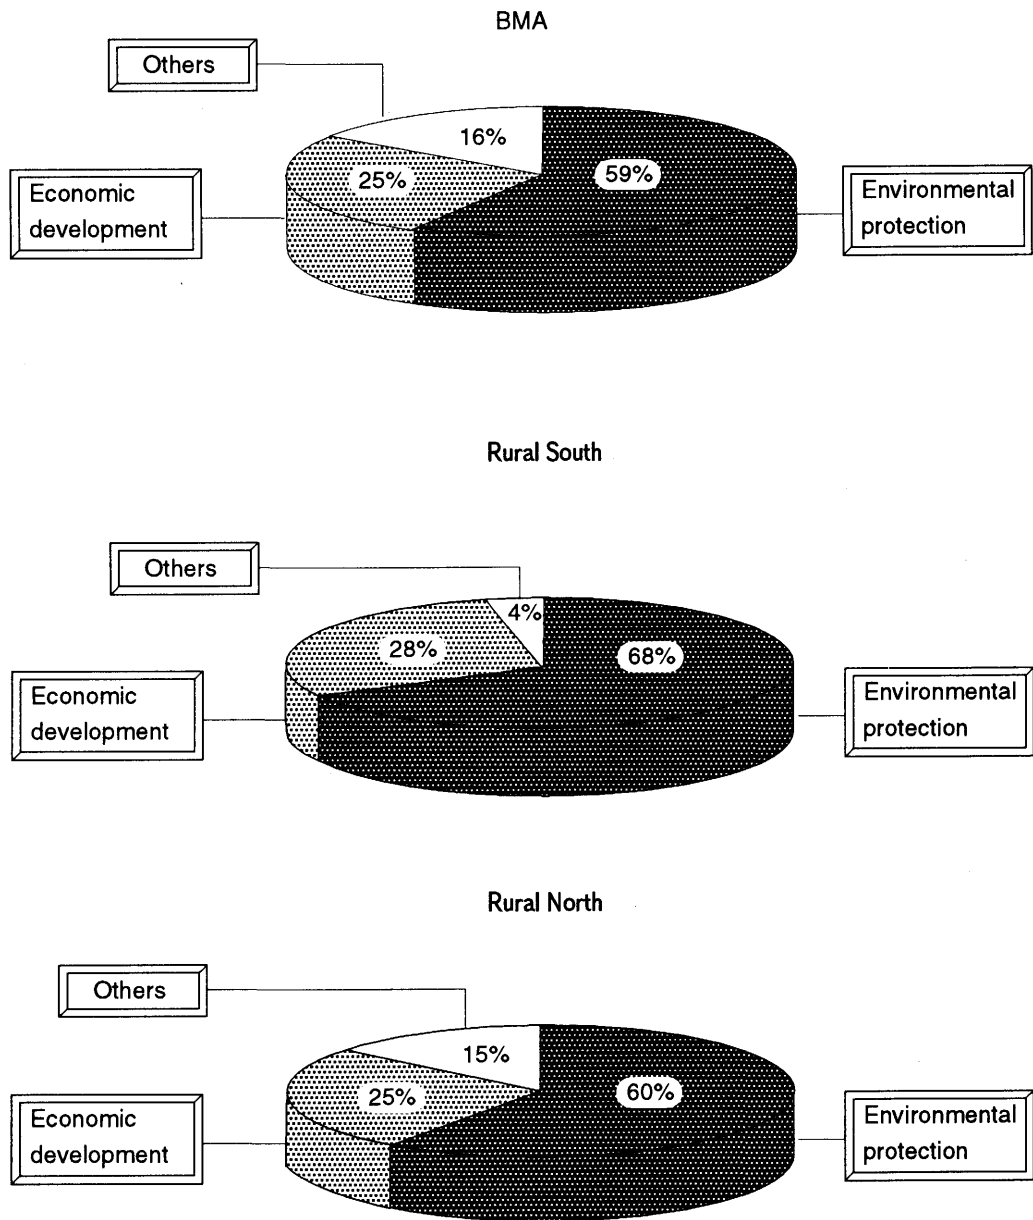 BMA
Others
16%
25%
59%
Economic
development
Environmental
protection
Rural South
Others
4%
28%
68%
Economic
development
Environmental
protection
Rural North
Others
15%
25%
60%
Economic
development
Environmental
protection